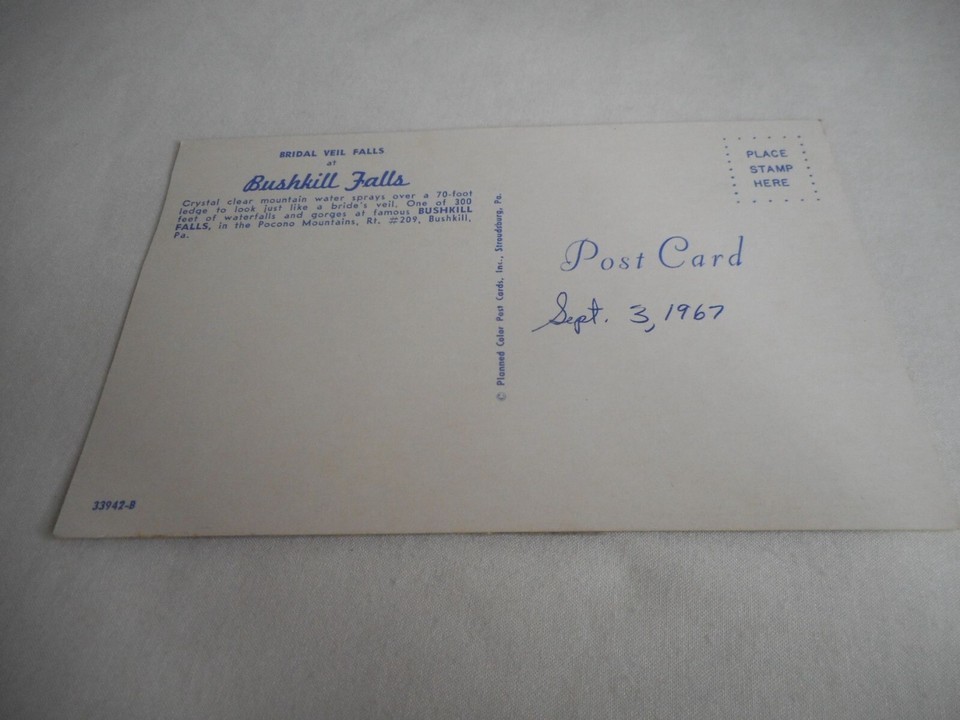 BRIDAL VEIL FALLS
at
Bushkill Falls
Crystal clear mountain water sprays over a 70-foot
ledge to look just like a bride's veil. One of 300
feet of waterfalls and gorges at famous BUSHKILL
FALLS, in the Pocono Mountains, Rt. #209, Bushkill,
Pa.
33942-B
© Planned Color Post Cards, Inc., Stroudsburg, Pa.
PLACE
STAMP
HERE
Post Card
Sept. 3, 1967